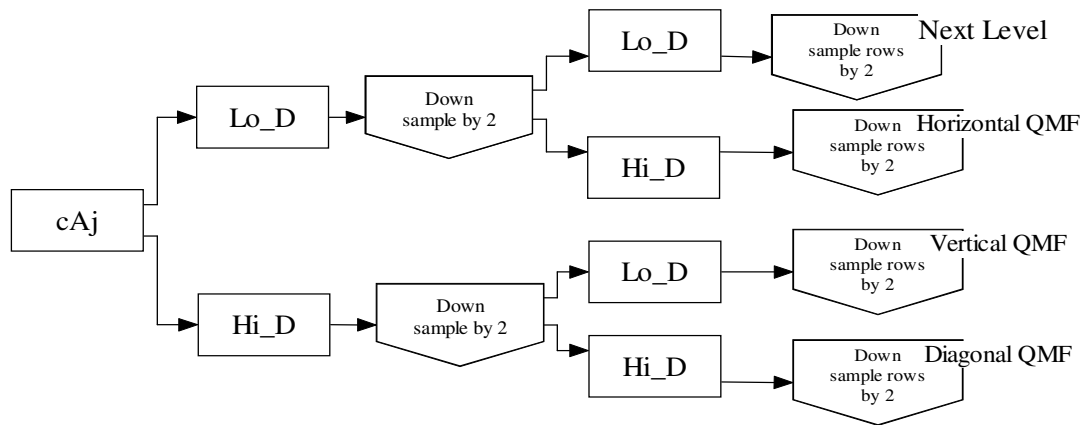 Lo_D
Down
sample rows
by 2
Next Level
Lo_D
Down
sample by 2
Hi_D
Down
sample rows
by 2
Horizontal QMF
cAj
Hi_D
Down
sample by 2
Lo_D
Down
sample rows
by 2
Vertical QMF
Hi_D
Down
sample rows
by 2
Diagonal QMF